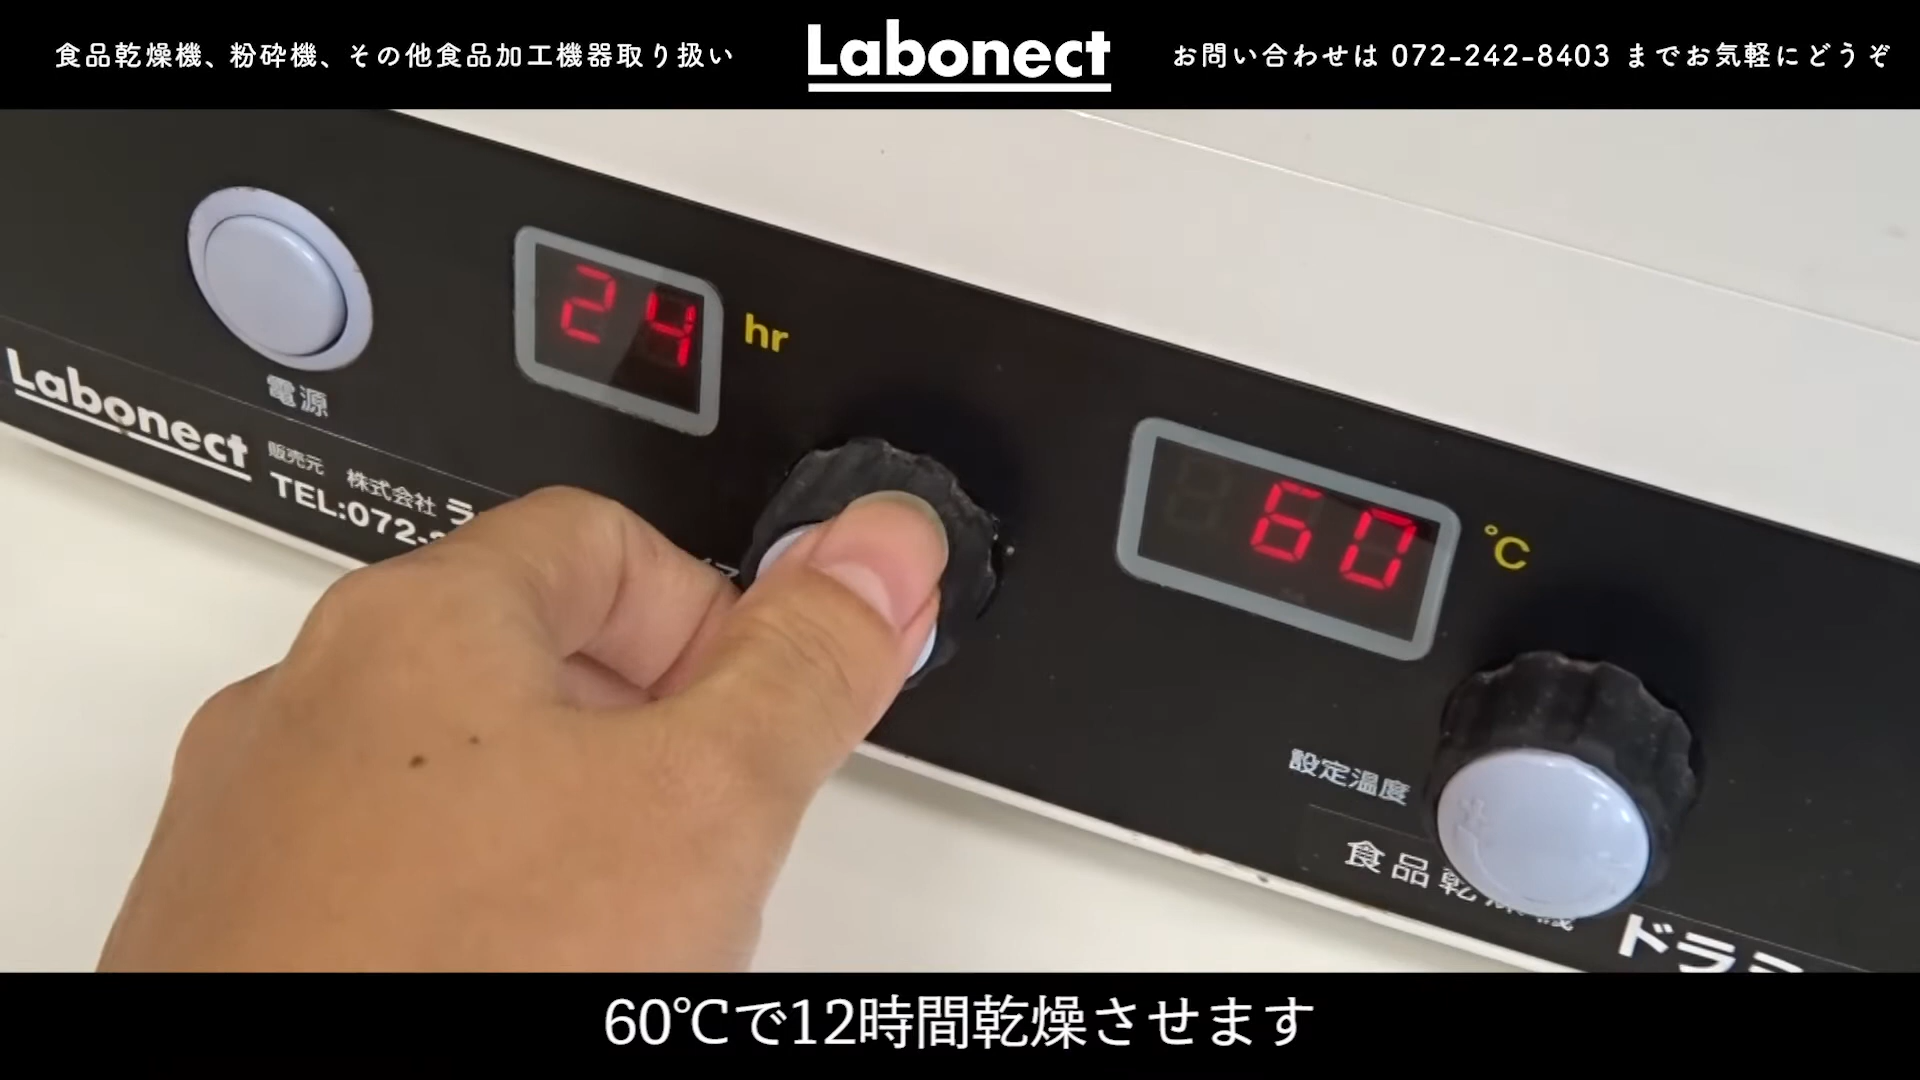 食品乾燥機、粉砕機、その他食品加工機器取り扱い
Labonect
お問い合わせは 072-242-8403 までお気軽にどうぞ
24 hr
60 ℃
電源
Labonect
販売元 株式会社
TEL:072-
設定温度
食品乾燥機
ドラミ
60℃で12時間乾燥させます